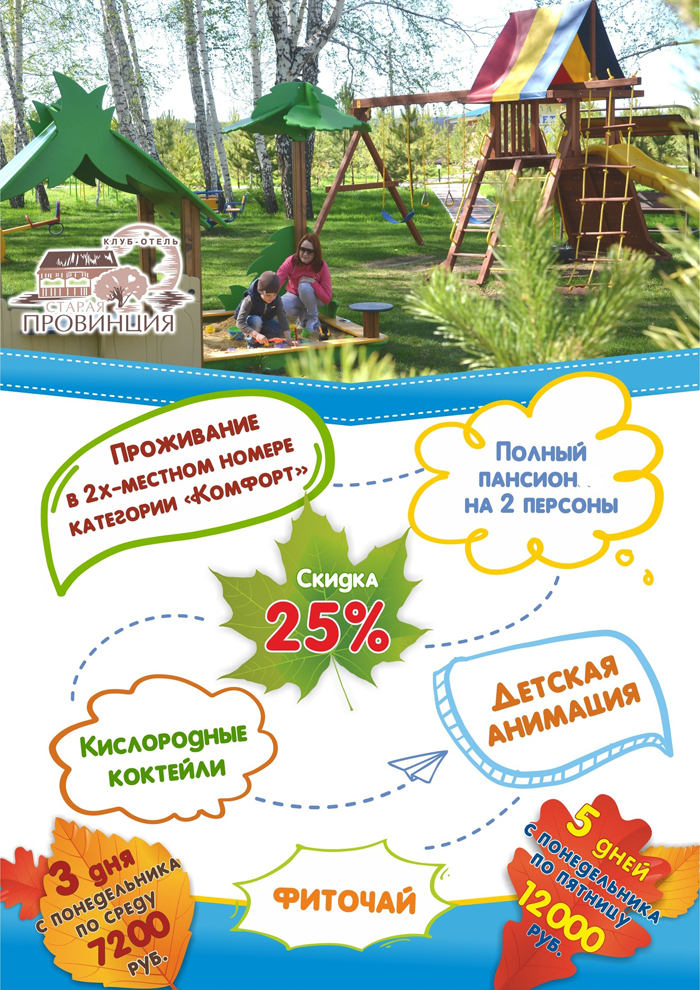 КЛУБ-ОТЕЛЬ
СТАРАЯ
ПРОВИНЦИЯ
Проживание
в 2х-местном номере
категории «Комфорт»
Полный
пансион
на 2 персоны
Скидка
25%
Детская
анимация
Кислородные
коктейли
3 дня
с понедельника
по среду
7200
руб.
ФИТОЧАЙ
5 дней
с понедельника
по пятницу
12000
руб.